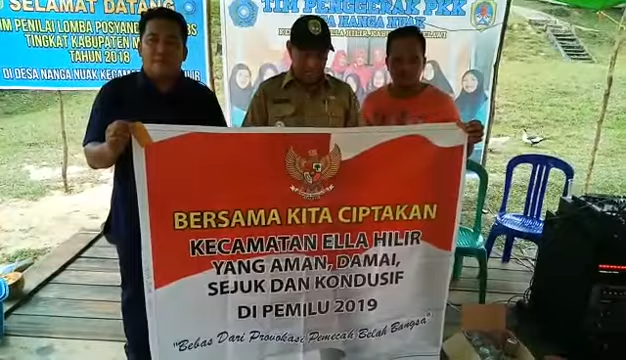 SELAMAT DATANG
TIM PENILAI LOMBA POSYANDU
TINGKAT KABUPATEN
TAHUN 2018
DI DESA NANGA NUAK
TIM PENGGERAK PKK
DESA NANGA NUAK
BERSAMA KITA CIPTAKAN
KECAMATAN ELLA HILIR
YANG AMAN, DAMAI,
SEJUK DAN KONDUSIF
DI PEMILU 2019
"Bebas Dari Provokasi Pemecah Belah Bangsa"